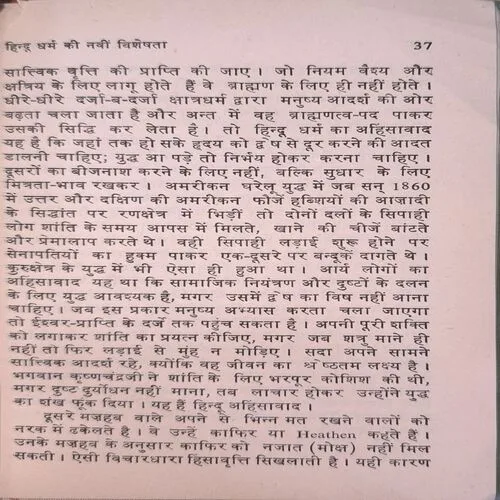 हिन्दू धर्म की नवीं विशेषता 37
सात्त्विक वृत्ति की प्राप्ति की जाए । जो नियम वैश्य और
क्षत्रिय के लिए लागू होते हैं वे ब्राह्मण के लिए ही नहीं होते ।
धीरे-धीरे दर्जा-ब-दर्जा क्षात्रधर्म द्वारा मनुष्य आदर्श की ओर
बढ़ता चला जाता है और अन्त में वह ब्राह्मणत्व-पद पाकर
उसकी सिद्धि कर लेता है । तो हिन्दू धर्म का अहिंसावाद
यह है कि जहां तक हो सके हृदय को द्वेष से दूर करने की आदत
डालनी चाहिए; युद्ध आ पड़े तो निर्भय होकर करना चाहिए ।
दूसरों का बीजनाश करने के लिए नहीं, बल्कि सुधार के लिए
मित्रता-भाव रखकर । अमरीकन घरेलू युद्ध में जब सन् 1860
में उत्तर और दक्षिण की अमरीकन फौजें हब्शियों की आज़ादी
के सिद्धांत पर रणक्षेत्र में भिड़ीं तो दोनों दलों के सिपाही
लोग शांति के समय आपस में मिलते, खाने की चीजें बांटते
और प्रेमालाप करते थे । वही सिपाही लड़ाई शुरू होने पर
सेनापतियों का हुक्म पाकर एक-दूसरे पर बन्दूकें दागते थे ।
कुरुक्षेत्र के युद्ध में भी ऐसा ही हुआ था । आर्य लोगों का
अहिंसावाद यह था कि सामाजिक नियंत्रण और दुष्टों के दलन
के लिए युद्ध आवश्यक है, मगर उसमें द्वेष का विष नहीं आना
चाहिए । जब इस प्रकार मनुष्य अभ्यास करता चला जाएगा
तो ईश्वर-प्राप्ति के दर्जे तक पहुंच सकता है । अपनी पूरी शक्ति
को लगाकर शांति का प्रयत्न कीजिए, मगर जब शत्रु माने ही
नहीं तो फिर लड़ाई से मुंह न मोड़िए । सदा अपने सामने
सात्त्विक आदर्श रहे, क्योंकि वह जीवन का श्रेष्ठतम लक्ष्य है ।
भगवान कृष्णचंद्रजी ने शांति के लिए भरपूर कोशिश की थी,
मगर दुष्ट दुर्योधन नहीं माना, तब लाचार होकर उन्होंने युद्ध
का शंख फूंक दिया । यह हैं हिन्दू अहिंसावाद ।
दूसरे मज़हब वाले अपने से भिन्न मत रखने वालों को
नरक में ढकेलते है । वे उन्हें काफिर या Heathen कहते हैं ।
उनके मज़हब के अनुसार काफिर को नजात (मोक्ष) नहीं मिल
सकती । ऐसी विचारधारा हिंसावृत्ति सिखलाती है । यही कारण